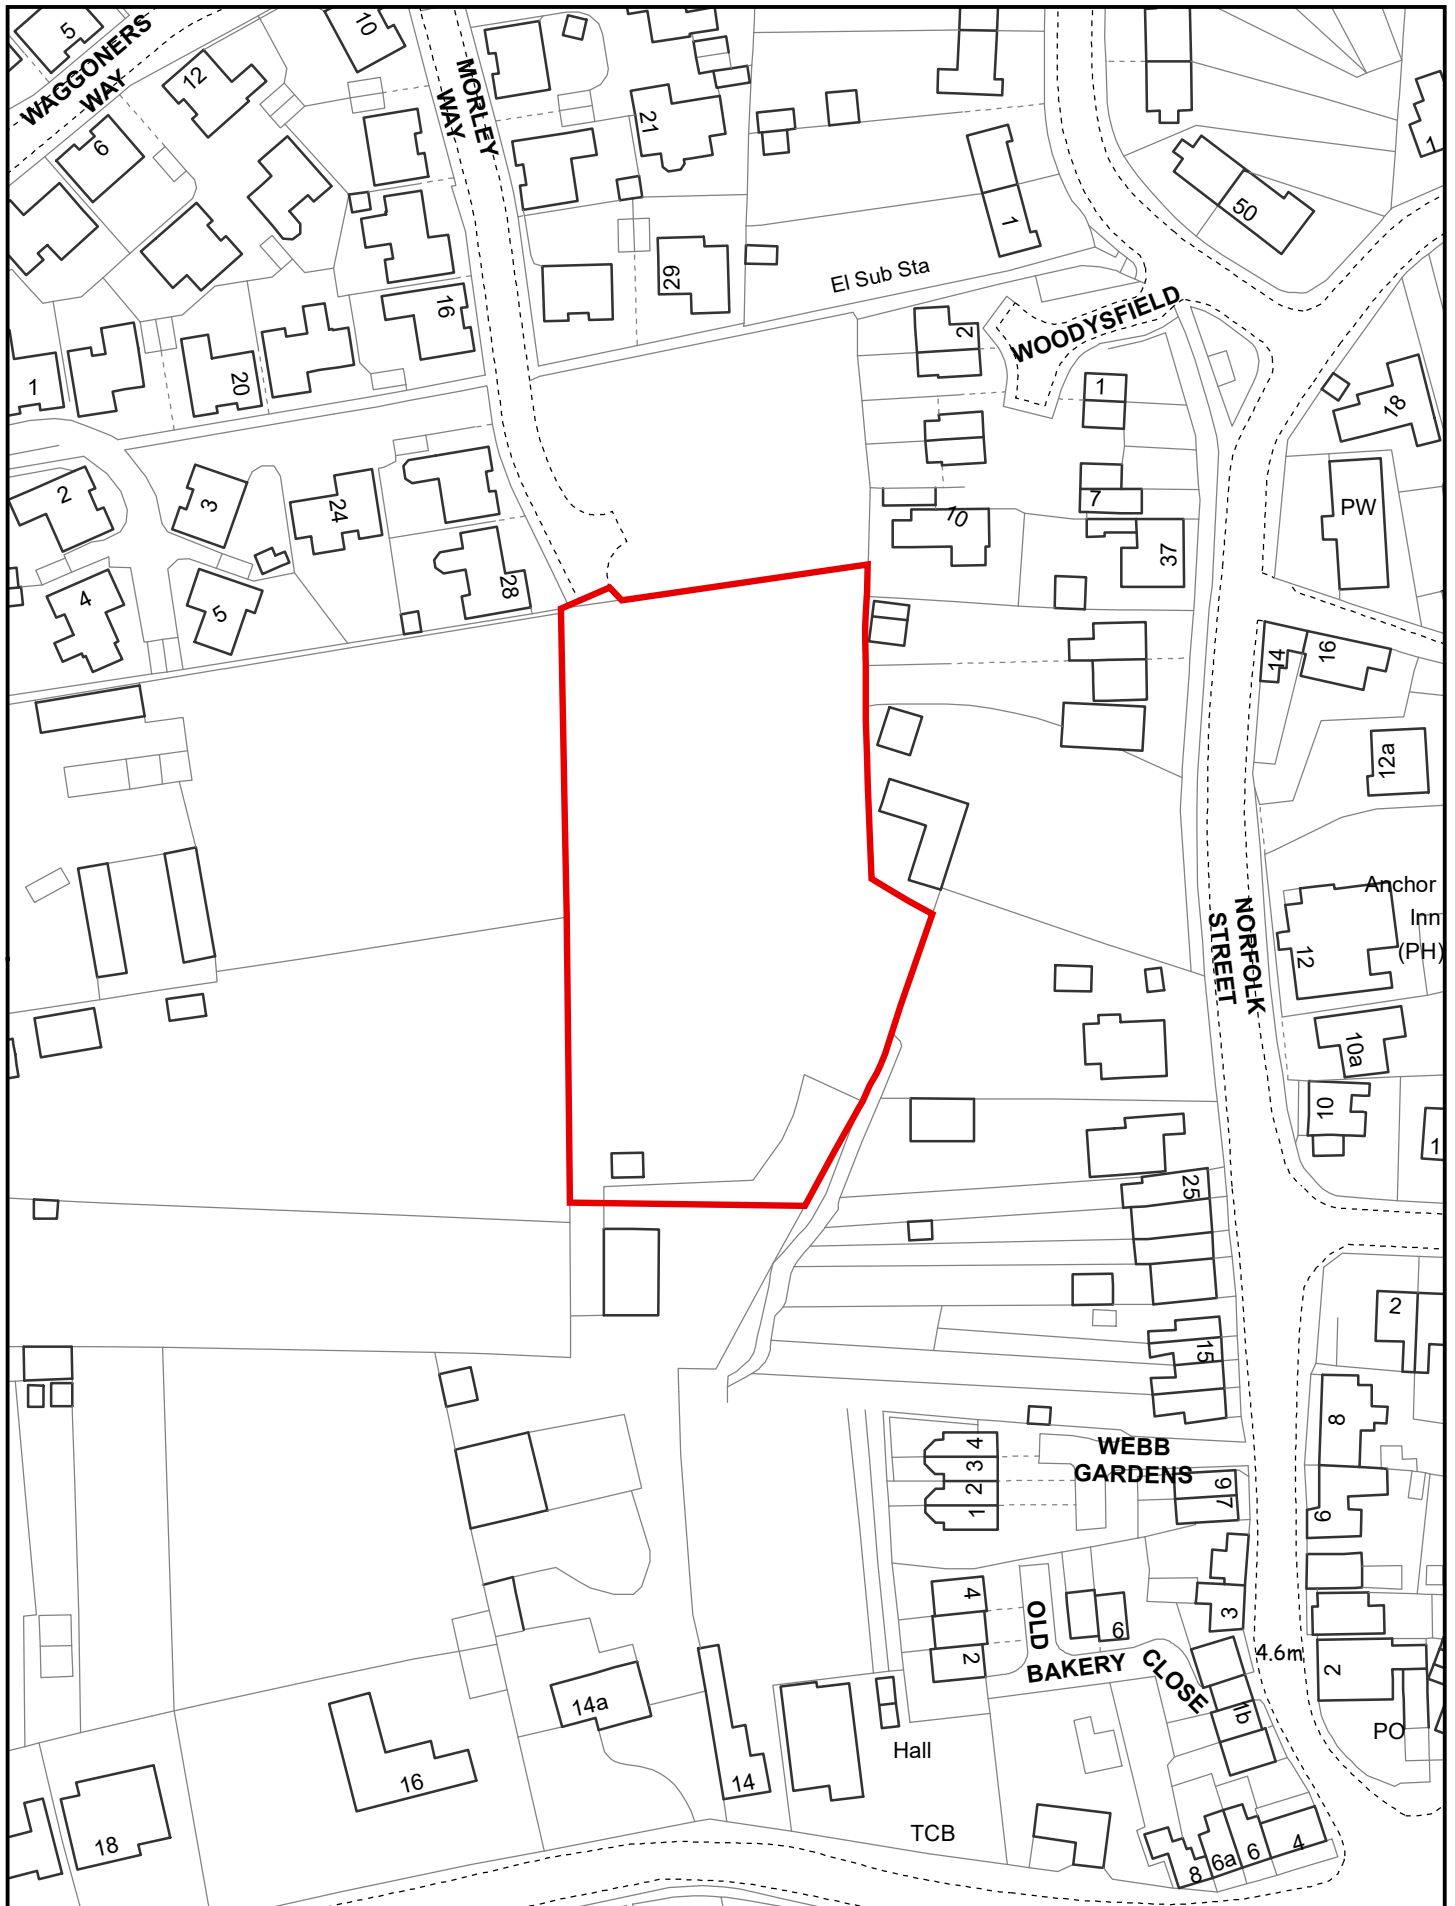 5
WAGGONERS
WAY
10
12
6
MORLEY
WAY
21
1
50
1
El Sub Sta
29
16
WOODYSFIELD
2
1
1
20
18
2
3
24
10
7
PW
37
28
4
5
14
16
12a
Anchor
Inn
(PH)
NORFOLK
STREET
12
10a
10
1
25
2
15
8
WEBB
GARDENS
4
3
2
1
9
7
6
4
OLD
6
3
2
BAKERY
CLOSE
4.6m
2
1b
PO
14a
Hall
16
14
TCB
18
8
6a
6
4